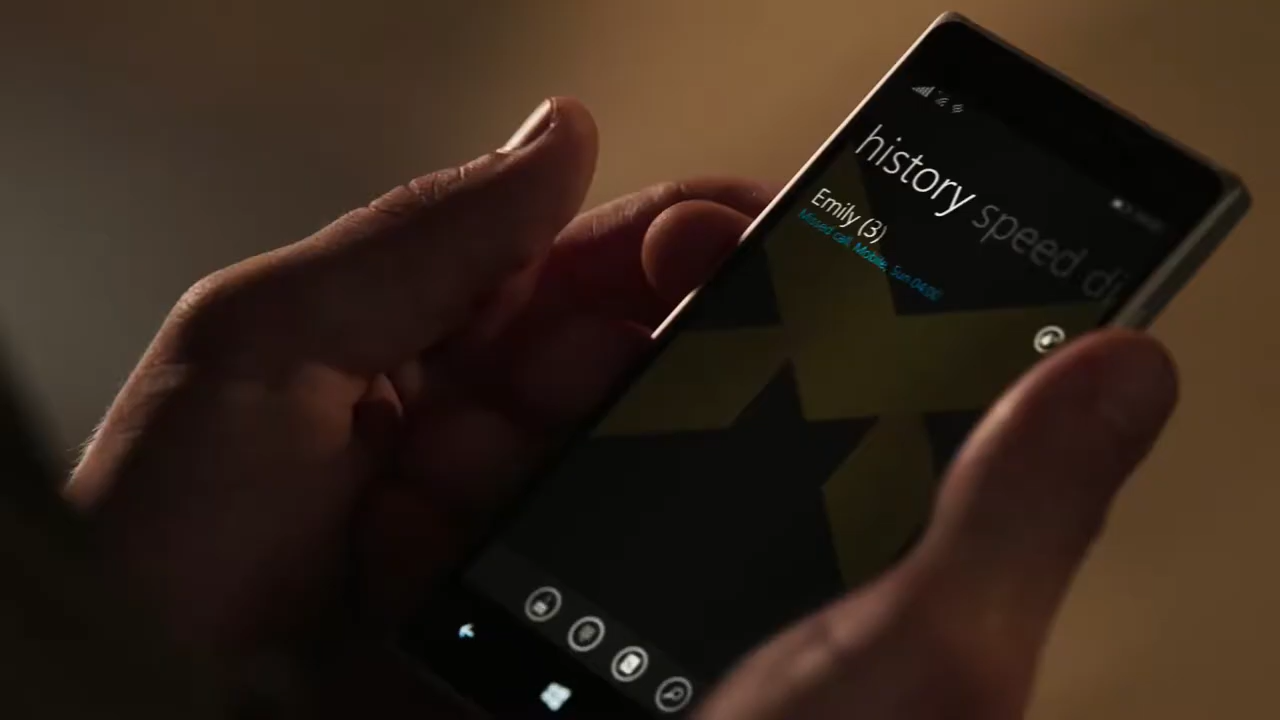 history speed di
Emily (3)
Missed call, Mobile, Sun 04:00